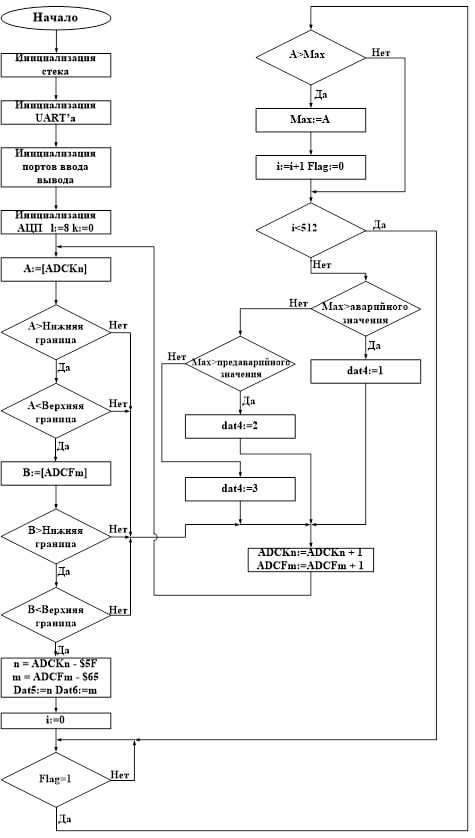 Начало
Инициализация
стека
Инициализация
UART'a
Инициализация
портов ввода
вывода
Инициализация
АЦП l:=8 k:=0
A:=[ADCKn]
A>Нижняя
граница
Нет
Да
A<Верхняя
граница
Нет
Да
B:=[ADCFm]
B>Нижняя
граница
Нет
Да
B<Верхняя
граница
Нет
Да
n = ADCKn - $5F
m = ADCFm - $65
Dat5:=n Dat6:=m
i:=0
Flag=1
Нет
Да
A>Max
Нет
Да
Max:=A
i:=i+1 Flag:=0
i<512
Да
Нет
Max>аварийного
значения
Нет
Да
dat4:=1
Max>предаварийного
значения
Нет
Да
dat4:=2
dat4:=3
ADCKn:=ADCKn + 1
ADCFm:=ADCFm + 1